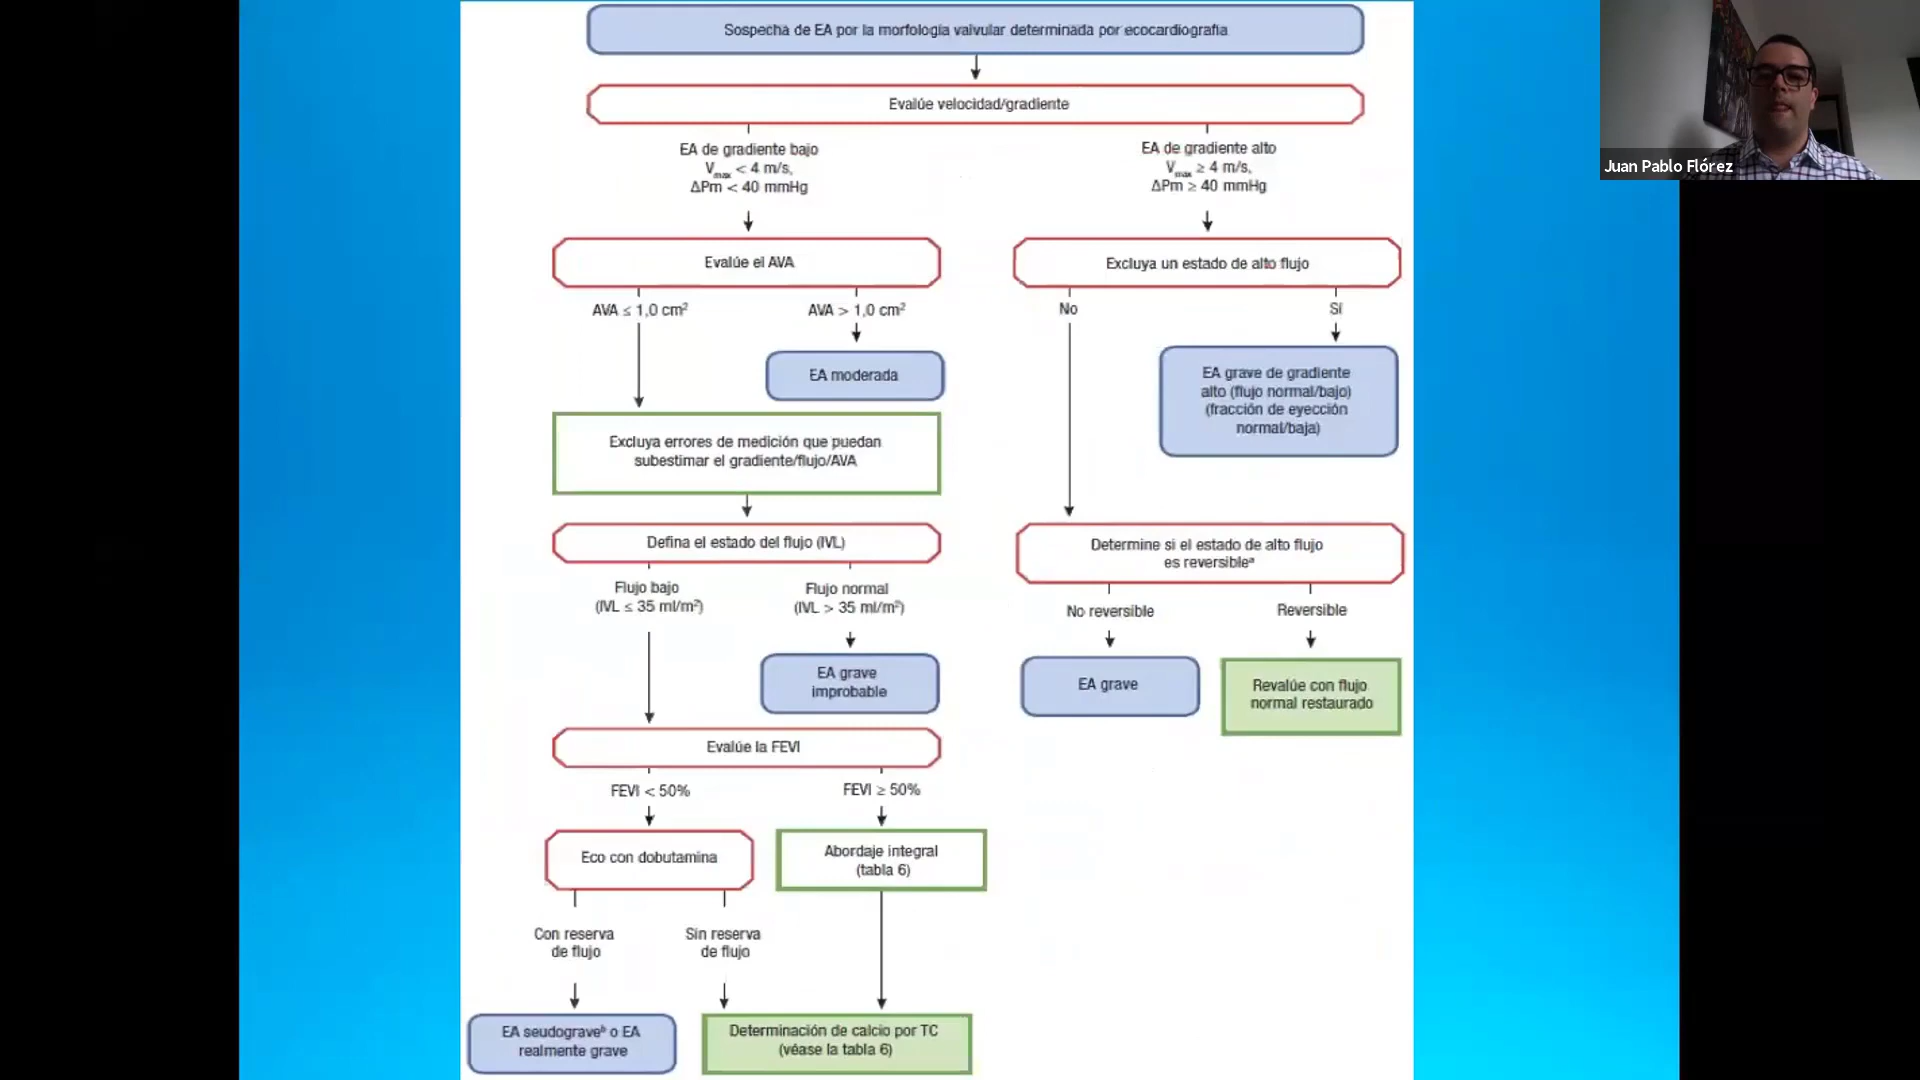 Sospecha de EA por la morfología valvular determinada por ecocardiografía
Evalúe velocidad/gradiente
EA de gradiente bajo
Vmax < 4 m/s,
ΔPm < 40 mmHg
EA de gradiente alto
Vmax ≥ 4 m/s,
ΔPm ≥ 40 mmHg
Juan Pablo Flórez
Evalúe el AVA
Excluya un estado de alto flujo
AVA ≤ 1,0 cm²
AVA > 1,0 cm²
No
Sí
EA moderada
EA grave de gradiente
alto (flujo normal/bajo)
(fracción de eyección
normal/baja)
Excluya errores de medición que puedan
subestimar el gradiente/flujo/AVA
Defina el estado del flujo (IVL)
Determine si el estado de alto flujo
es reversibleª
Flujo bajo
(IVL ≤ 35 ml/m²)
Flujo normal
(IVL > 35 ml/m²)
No reversible
Reversible
EA grave
improbable
EA grave
Revalúe con flujo
normal restaurado
Evalúe la FEVI
FEVI < 50%
FEVI ≥ 50%
Eco con dobutamina
Abordaje integral
(tabla 6)
Con reserva
de flujo
Sin reserva
de flujo
EA seudograveᵇ o EA
realmente grave
Determinación de calcio por TC
(véase la tabla 6)